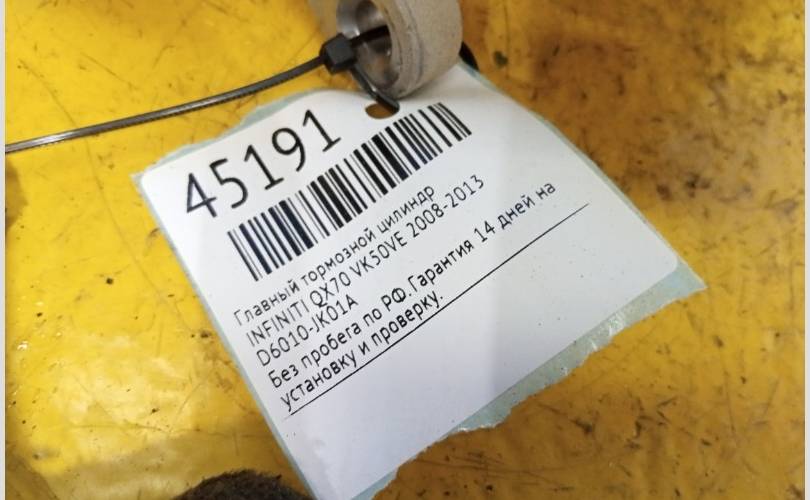 45191
Главный тормозной цилиндр
INFINITI QX70 VK50VE 2008-2013
D6010-JK01A
Без пробега по РФ.Гарантия 14 дней на
установку и проверку.